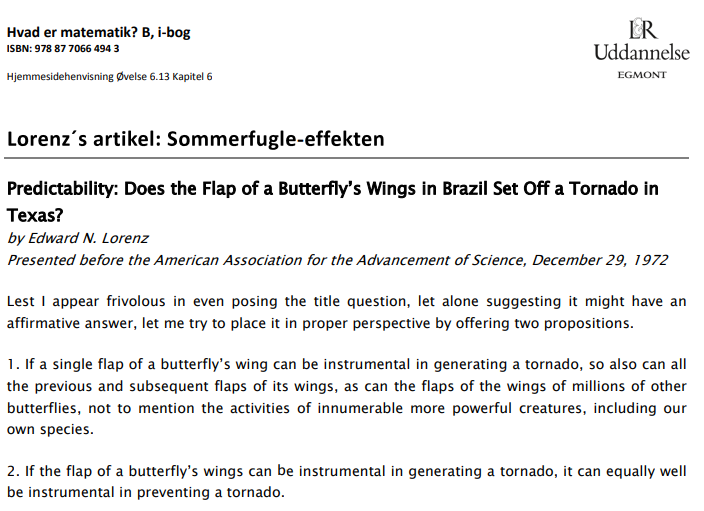 Hvad er matematik? B, i-bog
ISBN: 978 87 7066 494 3
Hjemmesidehenvisning Øvelse 6.13 Kapitel 6
L&R
Uddannelse
EGMONT
Lorenz´s artikel: Sommerfugle-effekten
Predictability: Does the Flap of a Butterfly's Wings in Brazil Set Off a Tornado in
Texas?
by Edward N. Lorenz
Presented before the American Association for the Advancement of Science, December 29, 1972
Lest I appear frivolous in even posing the title question, let alone suggesting it might have an
affirmative answer, let me try to place it in proper perspective by offering two propositions.
1. If a single flap of a butterfly's wing can be instrumental in generating a tornado, so also can all
the previous and subsequent flaps of its wings, as can the flaps of the wings of millions of other
butterflies, not to mention the activities of innumerable more powerful creatures, including our
own species.
2. If the flap of a butterfly's wings can be instrumental in generating a tornado, it can equally well
be instrumental in preventing a tornado.